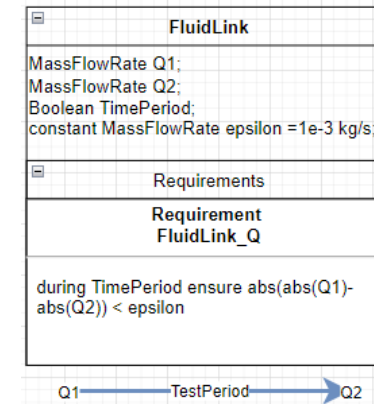 FluidLink
MassFlowRate Q1;
MassFlowRate Q2;
Boolean TimePeriod;
constant MassFlowRate epsilon =1e-3 kg/s;
Requirements
Requirement
FluidLink_Q
during TimePeriod ensure abs(abs(Q1)-
abs(Q2)) < epsilon
Q1 TestPeriod Q2